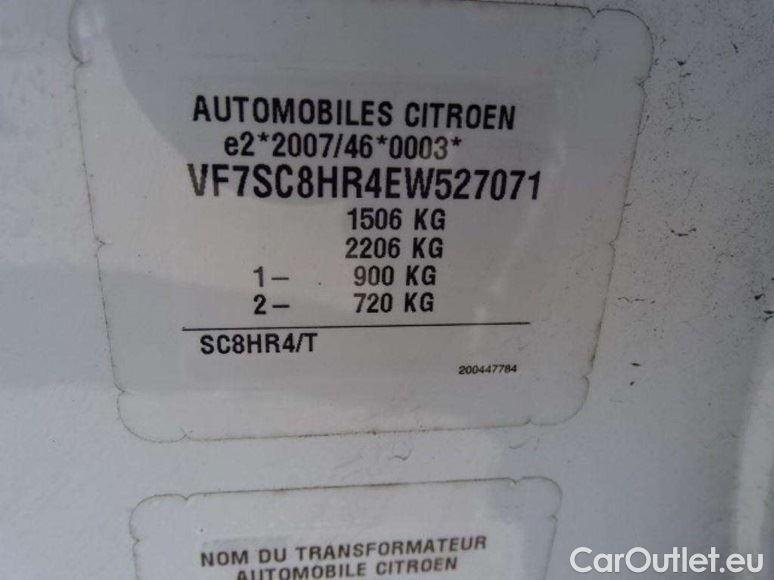 AUTOMOBILES CITROEN
e2*2007/46*0003*
VF7SC8HR4EW527071
1506 KG
2206 KG
1- 900 KG
2- 720 KG
SC8HR4/T
200447784
NOM DU TRANSFORMATEUR
AUTOMOBILE CITROEN
CarOutlet.eu